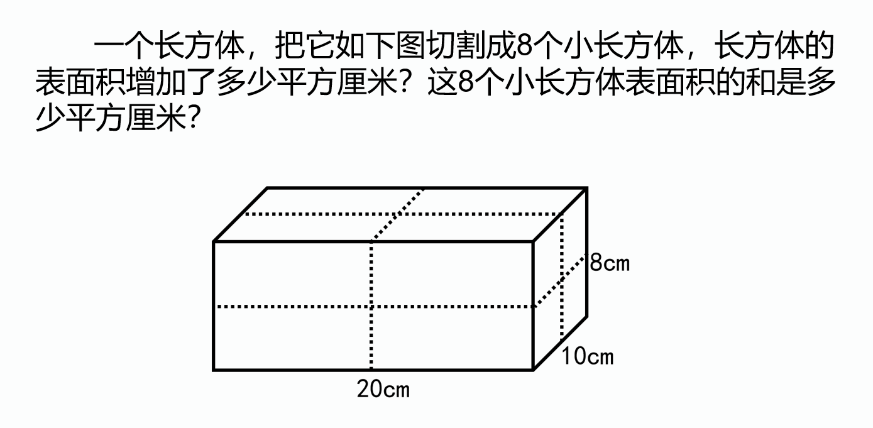 一个长方体，把它如下图切割成8个小长方体，长方体的
表面积增加了多少平方厘米？这8个小长方体表面积的和是多
少平方厘米？
8cm
10cm
20cm